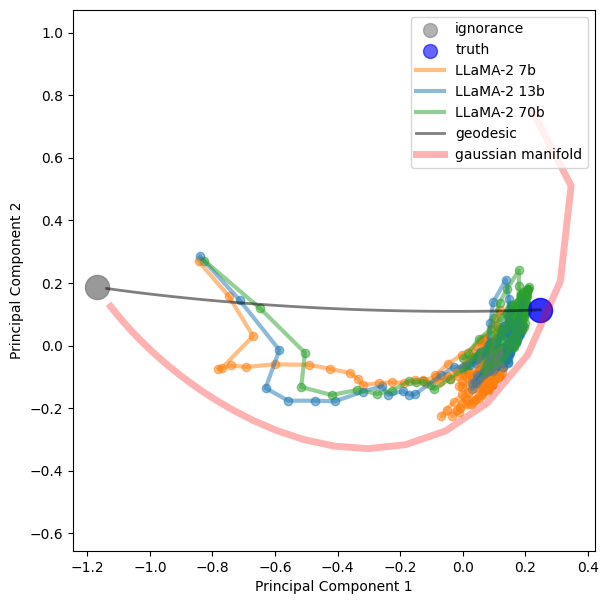 ignorance
truth
LLaMA-2 7b
LLaMA-2 13b
LLaMA-2 70b
geodesic
gaussian manifold
1.0
0.8
0.6
0.4
0.2
0.0
−0.2
−0.4
−0.6
Principal Component 2
−1.2 −1.0 −0.8 −0.6 −0.4 −0.2 0.0 0.2 0.4
Principal Component 1